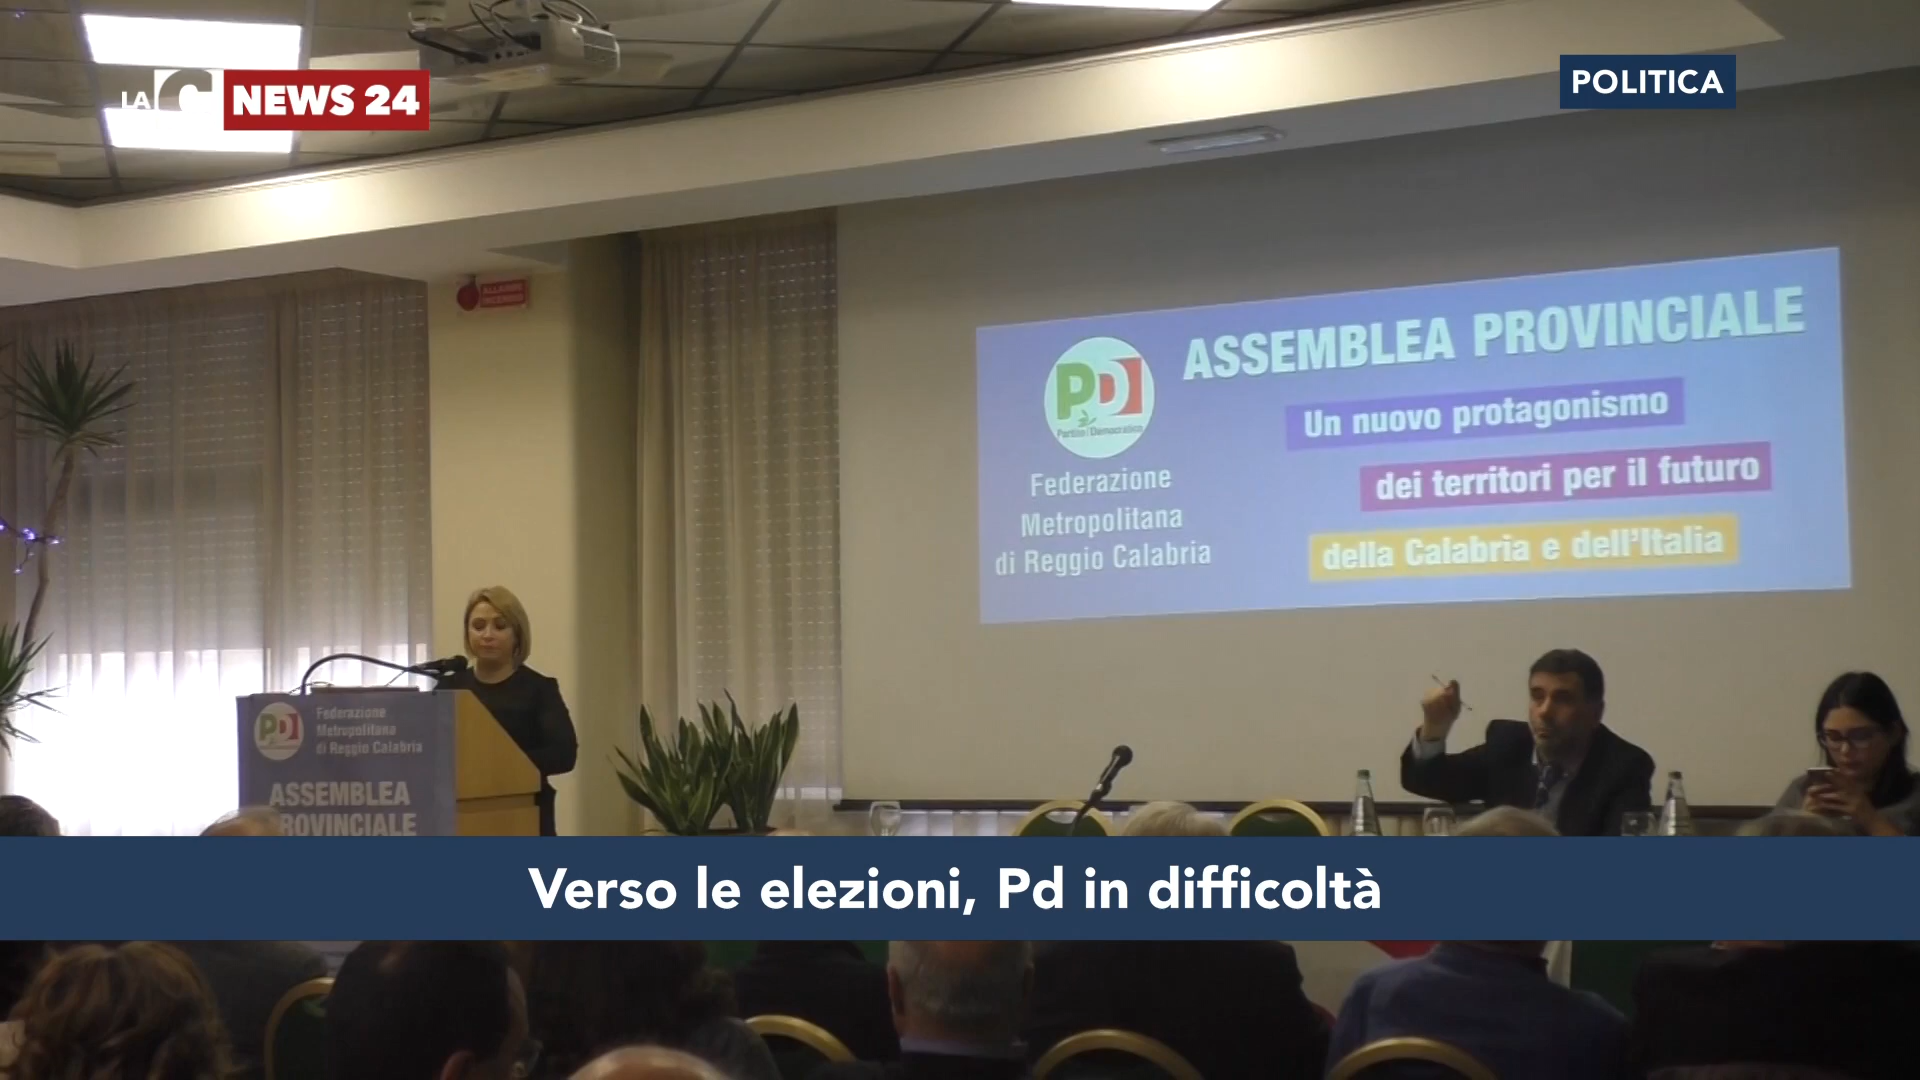 LA C NEWS 24
POLITICA
ALLARME
INCENDIO
ASSEMBLEA PROVINCIALE
Un nuovo protagonismo
dei territori per il futuro
della Calabria e dell'Italia
PD
Partito Democratico
Federazione
Metropolitana
di Reggio Calabria
PD
Federazione
Metropolitana
di Reggio Calabria
ASSEMBLEA
PROVINCIALE
Verso le elezioni, Pd in difficoltà